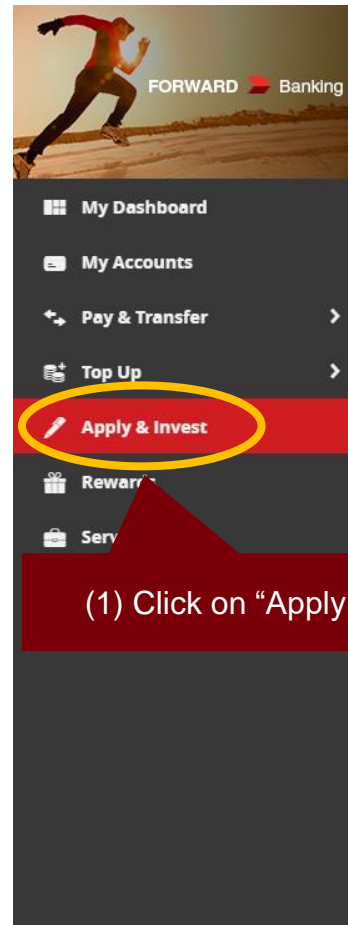 FORWARD Banking
My Dashboard
My Accounts
Pay & Transfer
Top Up
Apply & Invest
(1) Click on “Apply